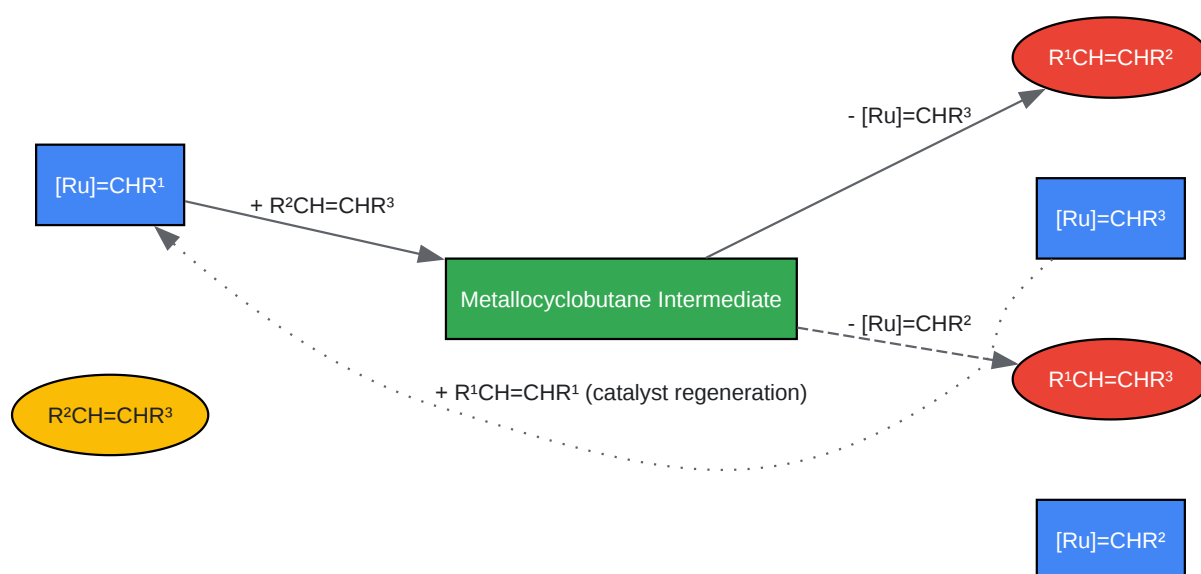 R¹CH=CHR²
- [Ru]=CHR³
[Ru]=CHR¹
+ R²CH=CHR³
[Ru]=CHR³
Metallocyclobutane Intermediate
- [Ru]=CHR²
R¹CH=CHR³
+ R¹CH=CHR¹ (catalyst regeneration)
R²CH=CHR³
[Ru]=CHR²